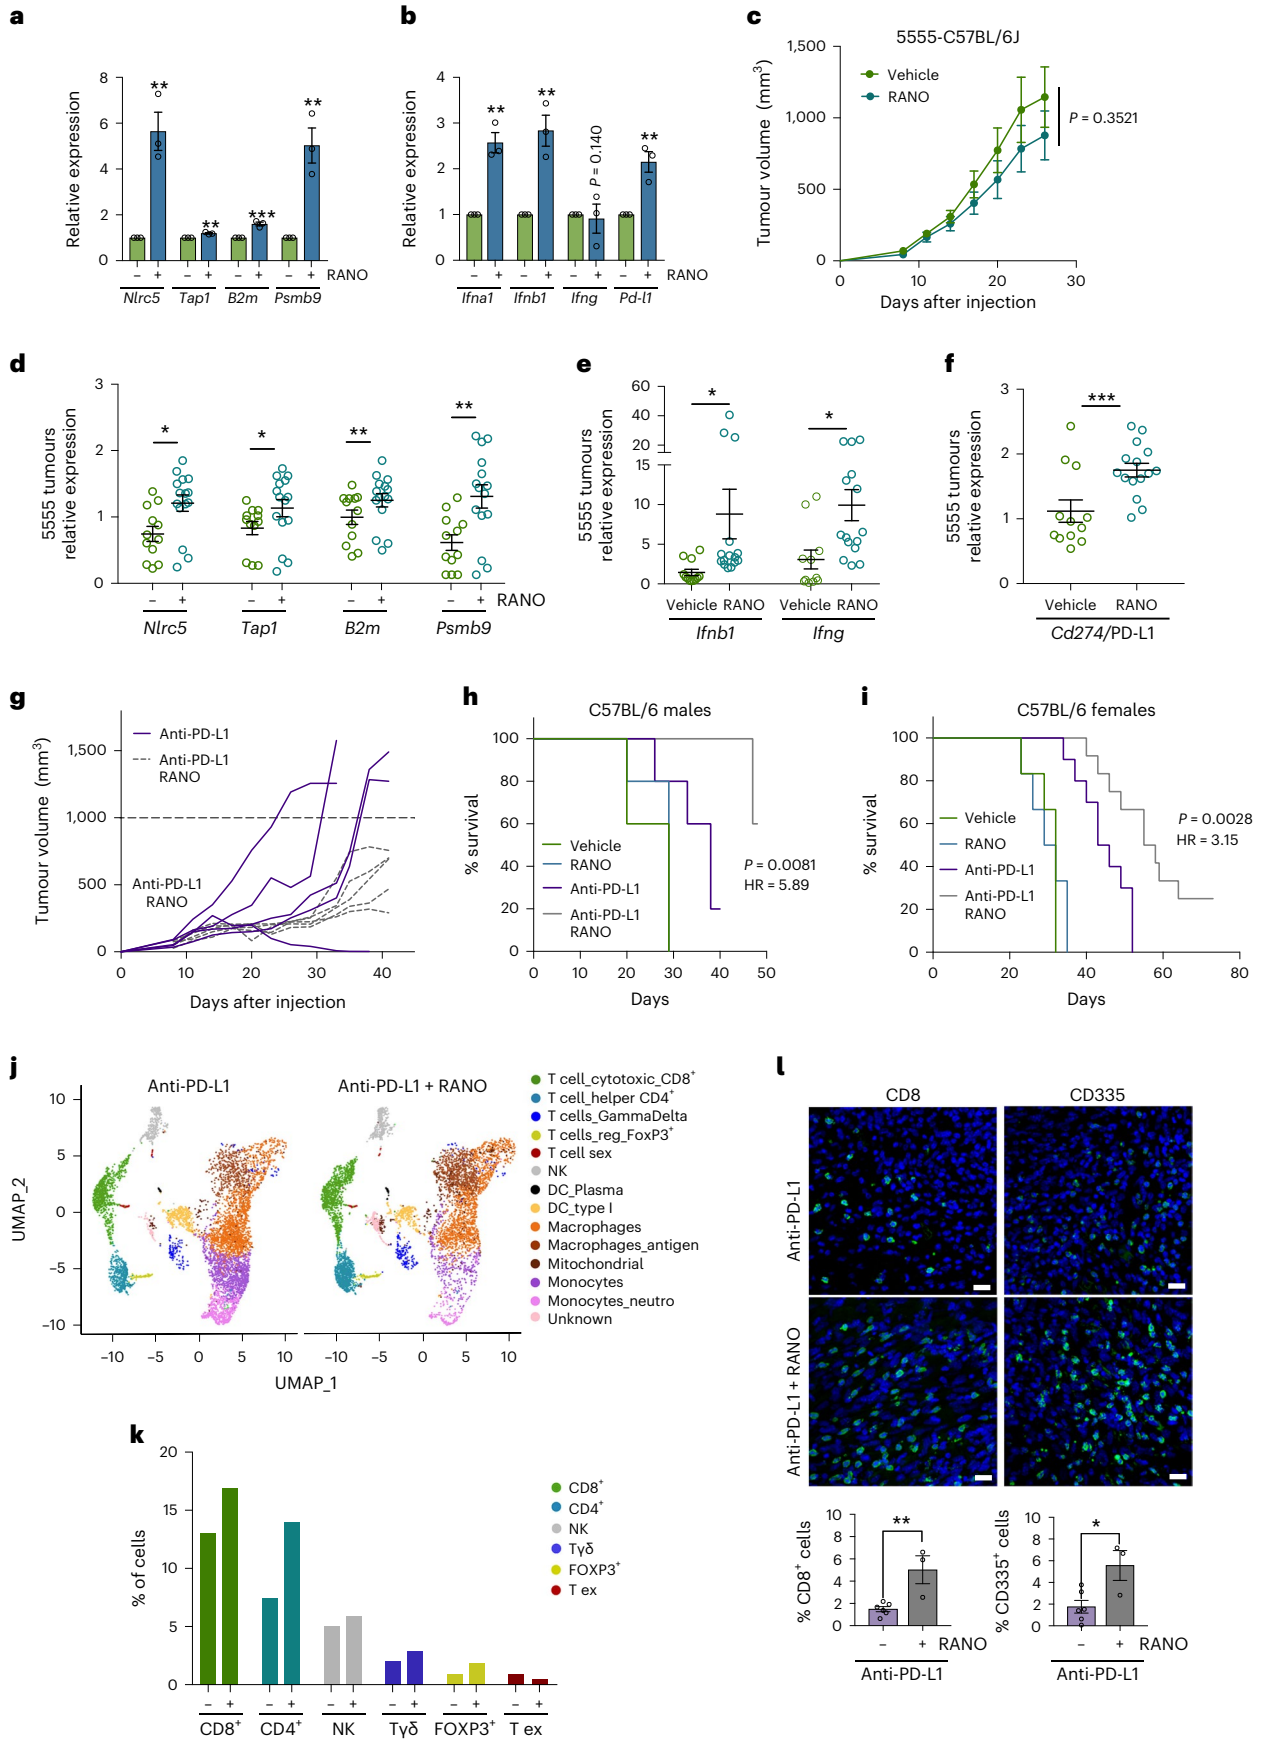 a
Relative expression
8
6
4
2
0
** ** *** **
– + – + – + – + RANO
Nlrc5 Tap1 B2m Psmb9
b
Relative expression
4
3
2
1
0
** ** P = 0.140 **
– + – + – + – + RANO
Ifna1 Ifnb1 Ifng Pd-l1
c
5555-C57BL/6J
Tumour volume (mm³)
1,500
1,000
500
0
Vehicle
RANO
P = 0.3521
0 10 20 30
Days after injection
d
5555 tumours
relative expression
3
2
1
0
* * ** **
– + – + – + – + RANO
Nlrc5 Tap1 B2m Psmb9
e
5555 tumours
relative expression
60
40
20
15
10
5
0
* *
Vehicle RANO Vehicle RANO
Ifnb1 Ifng
f
5555 tumours
relative expression
3
2
1
0
***
Vehicle RANO
Cd274/PD-L1
g
Tumour volume (mm³)
1,500
1,000
500
0
Anti-PD-L1
Anti-PD-L1
RANO
Anti-PD-L1
RANO
0 10 20 30 40
Days after injection
h
C57BL/6 males
% survival
100
80
60
40
20
0
Vehicle
RANO
Anti-PD-L1
Anti-PD-L1
RANO
P = 0.0081
HR = 5.89
0 10 20 30 40 50
Days
i
C57BL/6 females
% survival
100
80
60
40
20
0
Vehicle
RANO
Anti-PD-L1
Anti-PD-L1
RANO
P = 0.0028
HR = 3.15
0 20 40 60 80
Days
j
Anti-PD-L1 Anti-PD-L1 + RANO
UMAP_2
10
5
0
–5
–10
–10 –5 0 5 10 –10 –5 0 5 10
UMAP_1
T cell_cytotoxic_CD8⁺
T cell_helper CD4⁺
T cells_GammaDelta
T cells_reg_FoxP3⁺
T cell sex
NK
DC_Plasma
DC_type I
Macrophages
Macrophages_antigen
Mitochondrial
Monocytes
Monocytes_neutro
Unknown
k
% of cells
20
15
10
5
0
CD8⁺
CD4⁺
NK
Tγδ
FOXP3⁺
T ex
– + – + – + – + – + – +
CD8⁺ CD4⁺ NK Tγδ FOXP3⁺ T ex
l
CD8 CD335
Anti-PD-L1
Anti-PD-L1 + RANO
% CD8⁺ cells
10
8
6
4
2
0
**
– + RANO
Anti-PD-L1
% CD335⁺ cells
10
8
6
4
2
0
*
– + RANO
Anti-PD-L1